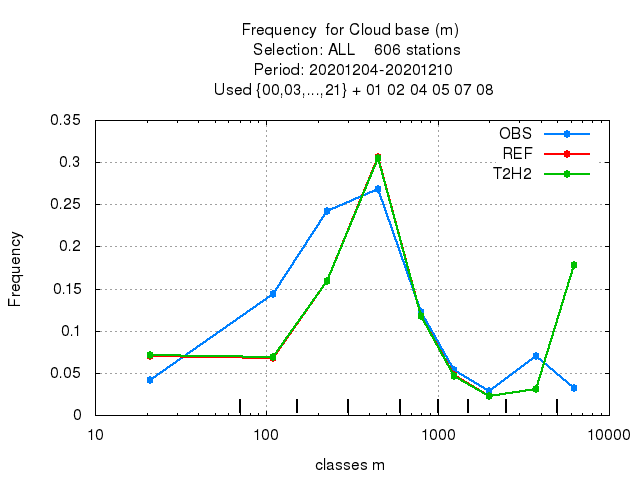 Frequency  for Cloud base (m)
Selection: ALL    606 stations
Period: 20201204-20201210
Used {00,03,...,21} + 01 02 04 05 07 08
0.35
0.3
0.25
0.2
0.15
0.1
0.05
0
Frequency
OBS
REF
T2H2
10
100
1000
10000
classes m